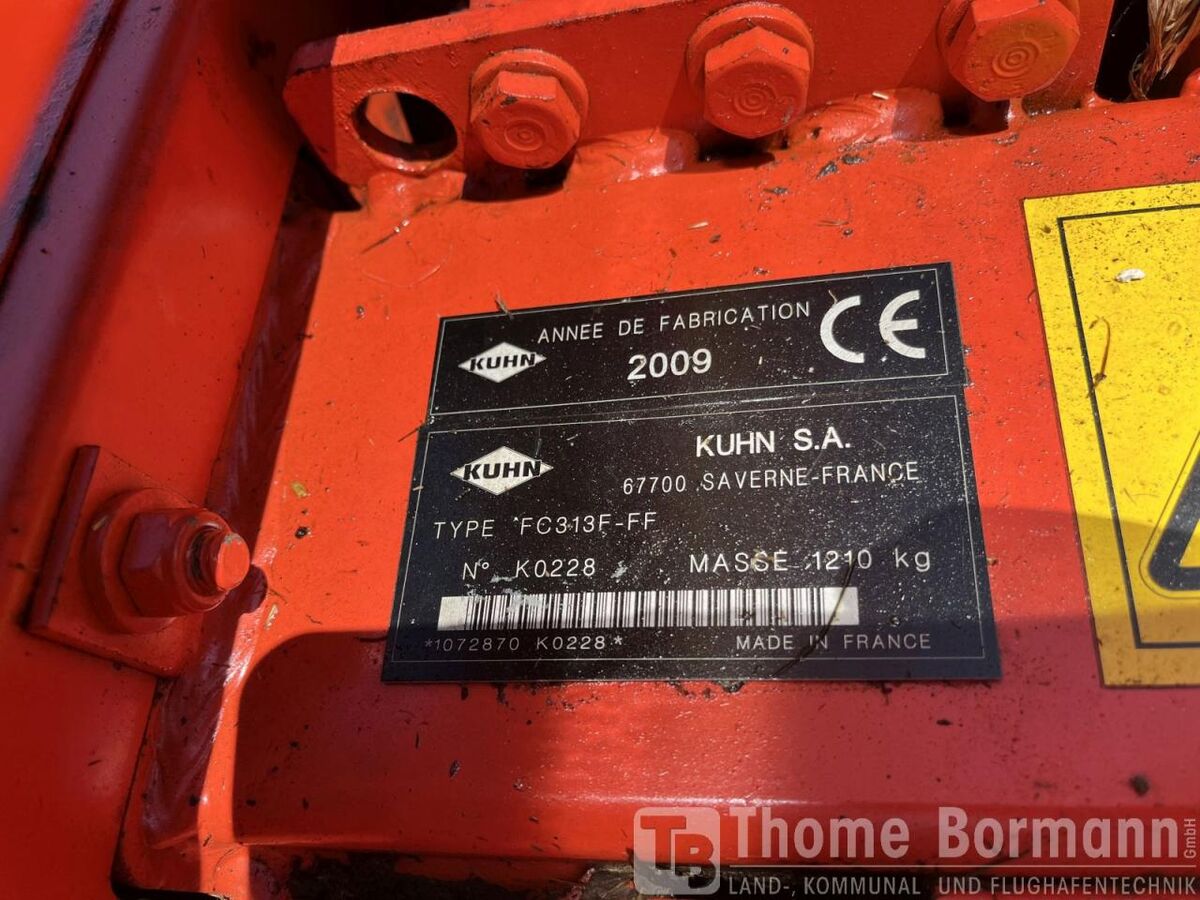 KUHN
ANNEE DE FABRICATION
2009
CE
KUHN
KUHN S.A.
67700 SAVERNE-FRANCE
TYPE FC313F-FF
N° K0228 MASSE 1210 kg
*1072870 K0228* MADE IN FRANCE
TB Thome Bormann GmbH
LAND-, KOMMUNAL UND FLUGHAFENTECHNIK